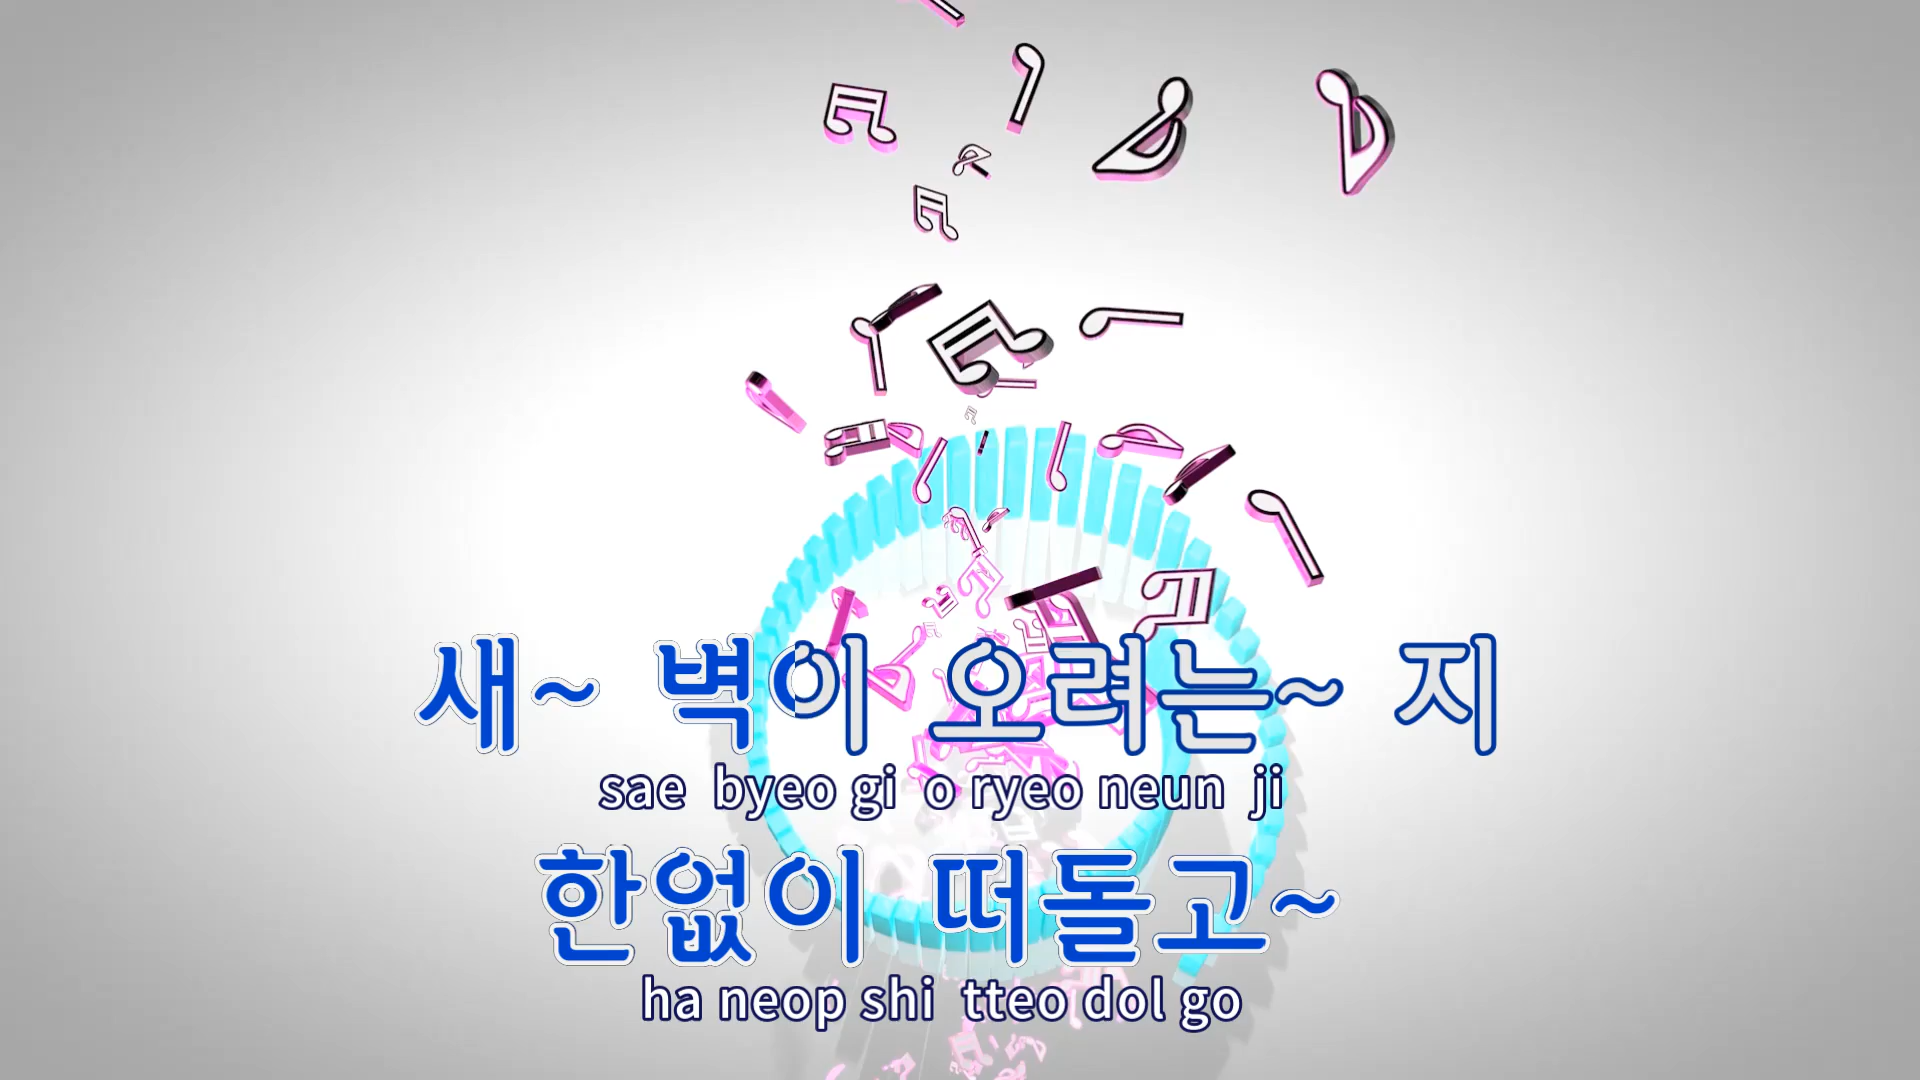 새~ 벽이 오려는~ 지
sae byeo gi o ryeo neun ji
한없이 떠돌고~
ha neop shi tteo dol go